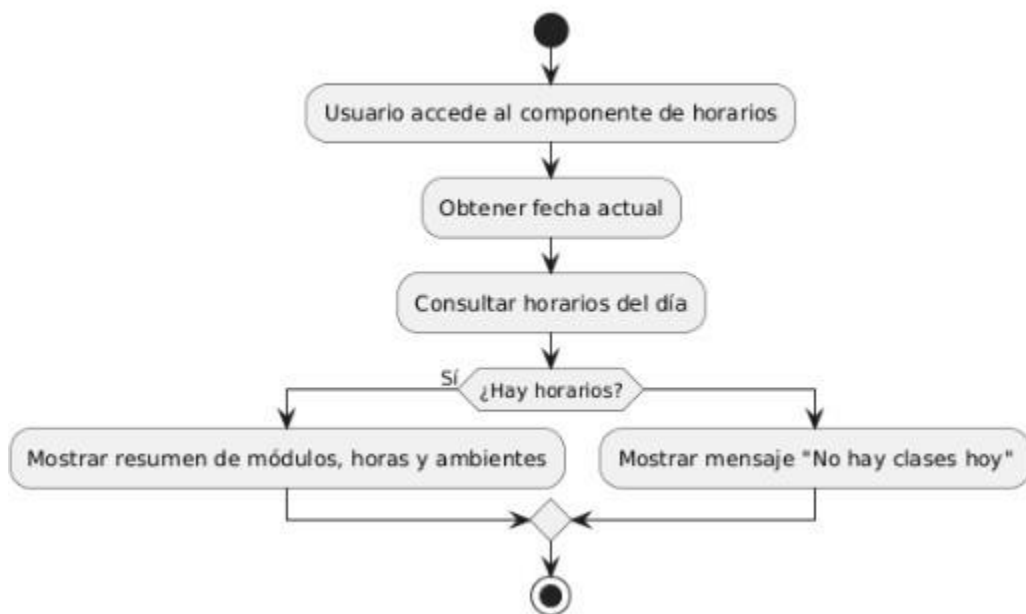 Usuario accede al componente de horarios
Obtener fecha actual
Consultar horarios del día
Sí
¿Hay horarios?
Mostrar resumen de módulos, horas y ambientes
Mostrar mensaje "No hay clases hoy"